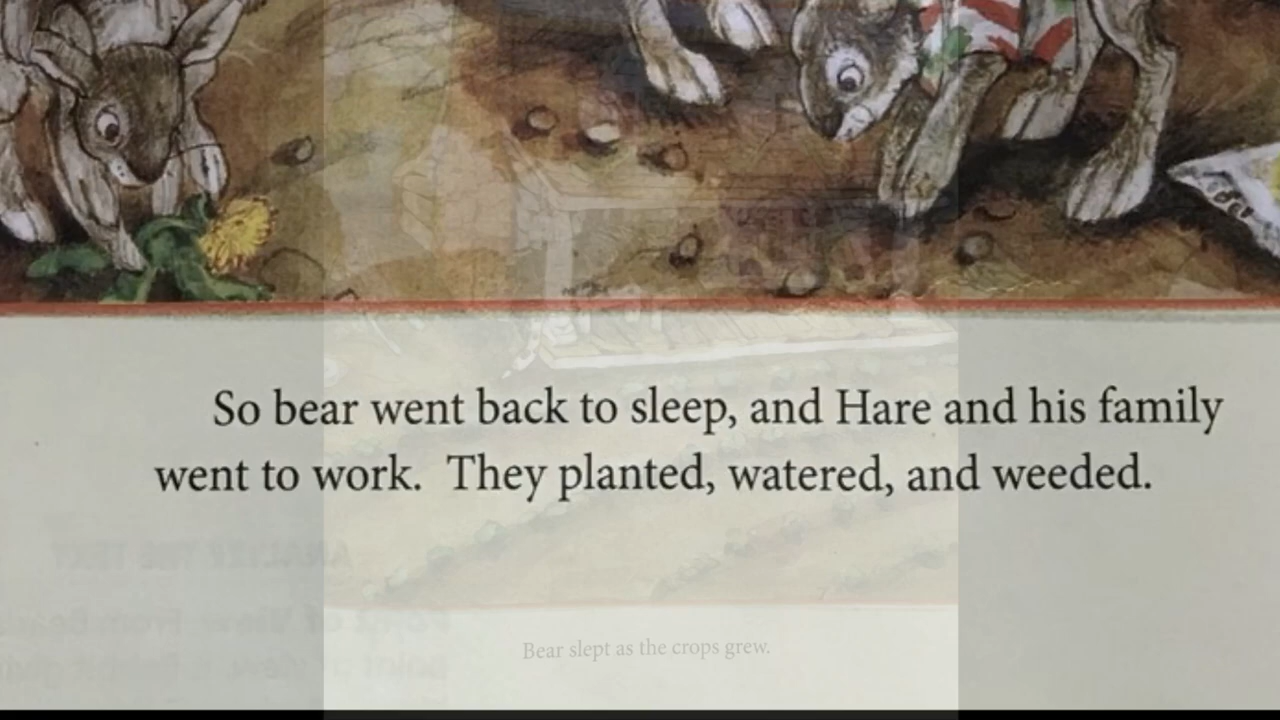 So bear went back to sleep, and Hare and his family
went to work. They planted, watered, and weeded.
Bear slept as the crops grew.